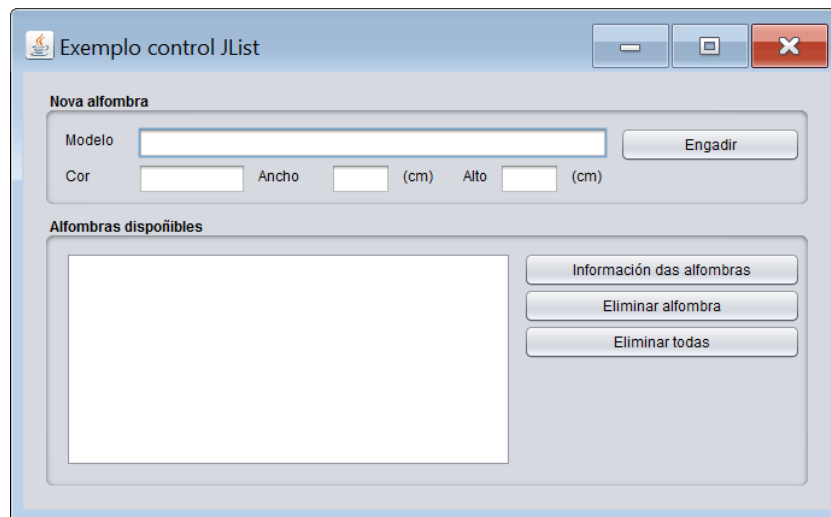 Exemplo control JList
Nova alfombra
Modelo Engadir
Cor Ancho (cm) Alto (cm)
Alfombras dispoñibles
Información das alfombras
Eliminar alfombra
Eliminar todas